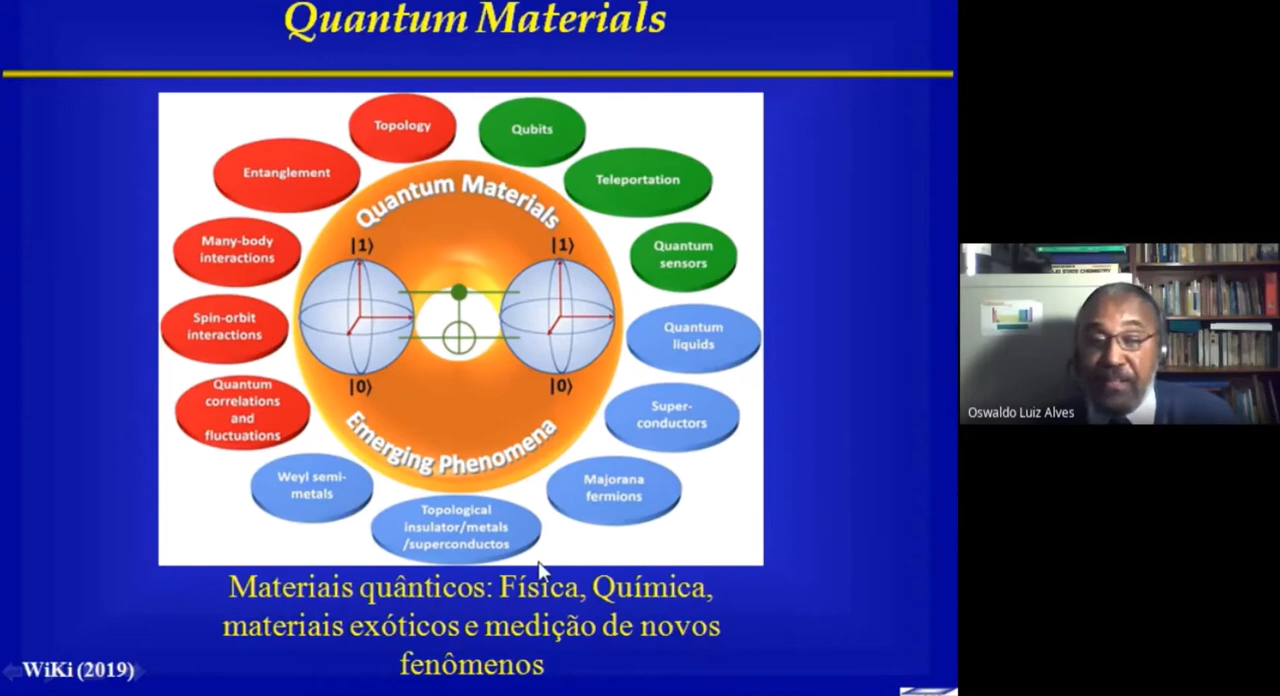 Quantum Materials
Topology
Qubits
Entanglement
Teleportation
Quantum Materials
Many-body
interactions
Quantum
sensors
|1⟩
|1⟩
Spin-orbit
interactions
Quantum
liquids
|0⟩
|0⟩
Quantum
correlations
and
fluctuations
Super-
conductors
Emerging Phenomena
Weyl semi-
metals
Majorana
fermions
Topological
insulator/metals
/superconductos
Materiais quânticos: Física, Química,
materiais exóticos e medição de novos
fenômenos
WiKi (2019)
Oswaldo Luiz Alves